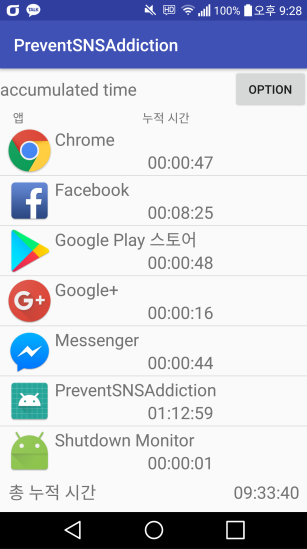 TALK HD 100% 오후 9:28
PreventSNSAddiction
accumulated time OPTION
앱 누적 시간
Chrome
00:00:47
Facebook
00:08:25
Google Play 스토어
00:00:48
Google+
00:00:16
Messenger
00:00:44
PreventSNSAddiction
01:12:59
Shutdown Monitor
00:00:01
총 누적 시간 09:33:40